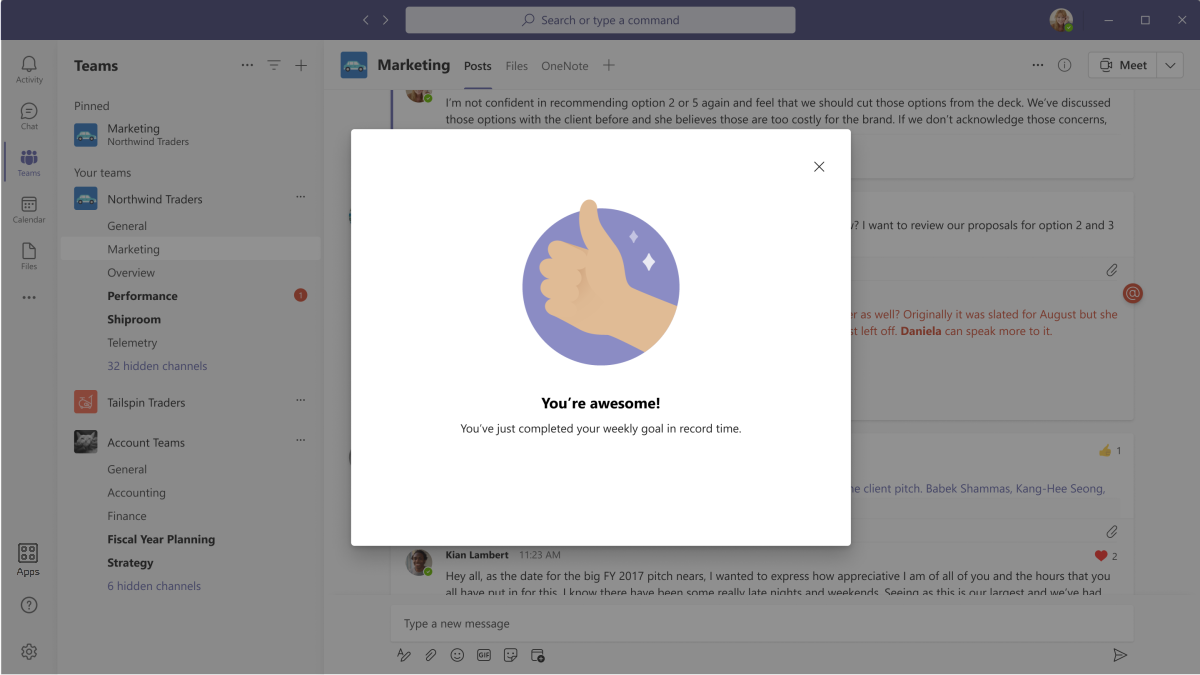 Search or type a command
Activity
Chat
Teams
Calendar
Files
Apps
Teams
Pinned
Marketing
Northwind Traders
Your teams
Northwind Traders
General
Marketing
Overview
Performance
1
Shiproom
Telemetry
32 hidden channels
Tailspin Traders
Account Teams
General
Accounting
Finance
Fiscal Year Planning
Strategy
6 hidden channels
Marketing Posts Files OneNote
Meet
I'm not confident in recommending option 2 or 5 again and feel that we should cut those options from the deck. We've discussed
those options with the client before and she believes those are too costly for the brand. If we don't acknowledge those concerns,
? I want to review our proposals for option 2 and 3
as well? Originally it was slated for August but she
left off. Daniela can speak more to it.
1
client pitch. Babek Shammas, Kang-Hee Seong,
You're awesome!
You've just completed your weekly goal in record time.
Kian Lambert 11:23 AM
2
Hey all, as the date for the big FY 2017 pitch nears, I wanted to express how appreciative I am of all of you and the hours that you
all have put in for this. I know there have been some really late nights and weekends. Seeing as this is our largest and we've had
Type a new message
GIF